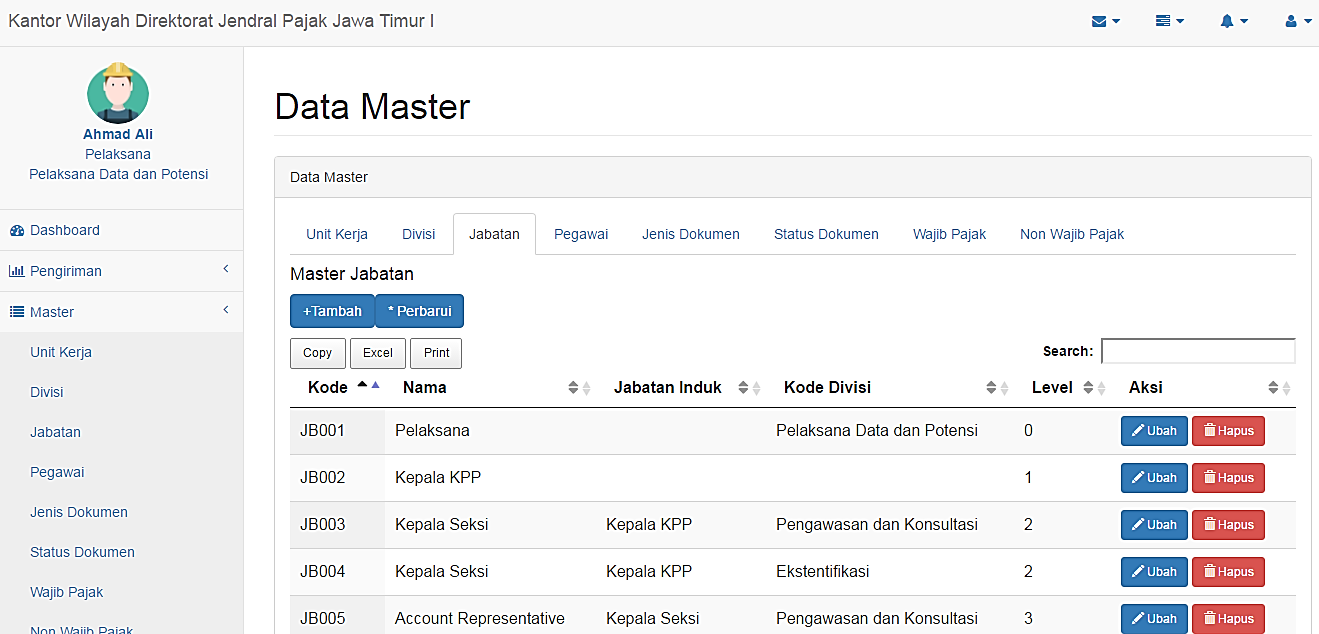 Kantor Wilayah Direktorat Jendral Pajak Jawa Timur I
Ahmad Ali
Pelaksana
Pelaksana Data dan Potensi
Dashboard
Pengiriman
Master
Unit Kerja
Divisi
Jabatan
Pegawai
Jenis Dokumen
Status Dokumen
Wajib Pajak
Non Wajib Pajak
Data Master
Data Master
Unit Kerja Divisi Jabatan Pegawai Jenis Dokumen Status Dokumen Wajib Pajak Non Wajib Pajak
Master Jabatan
+Tambah * Perbarui
Copy Excel Print Search:
Kode Nama Jabatan Induk Kode Divisi Level Aksi
JB001 Pelaksana Pelaksana Data dan Potensi 0 Ubah Hapus
JB002 Kepala KPP 1 Ubah Hapus
JB003 Kepala Seksi Kepala KPP Pengawasan dan Konsultasi 2 Ubah Hapus
JB004 Kepala Seksi Kepala KPP Ekstentifikasi 2 Ubah Hapus
JB005 Account Representative Kepala Seksi Pengawasan dan Konsultasi 3 Ubah Hapus